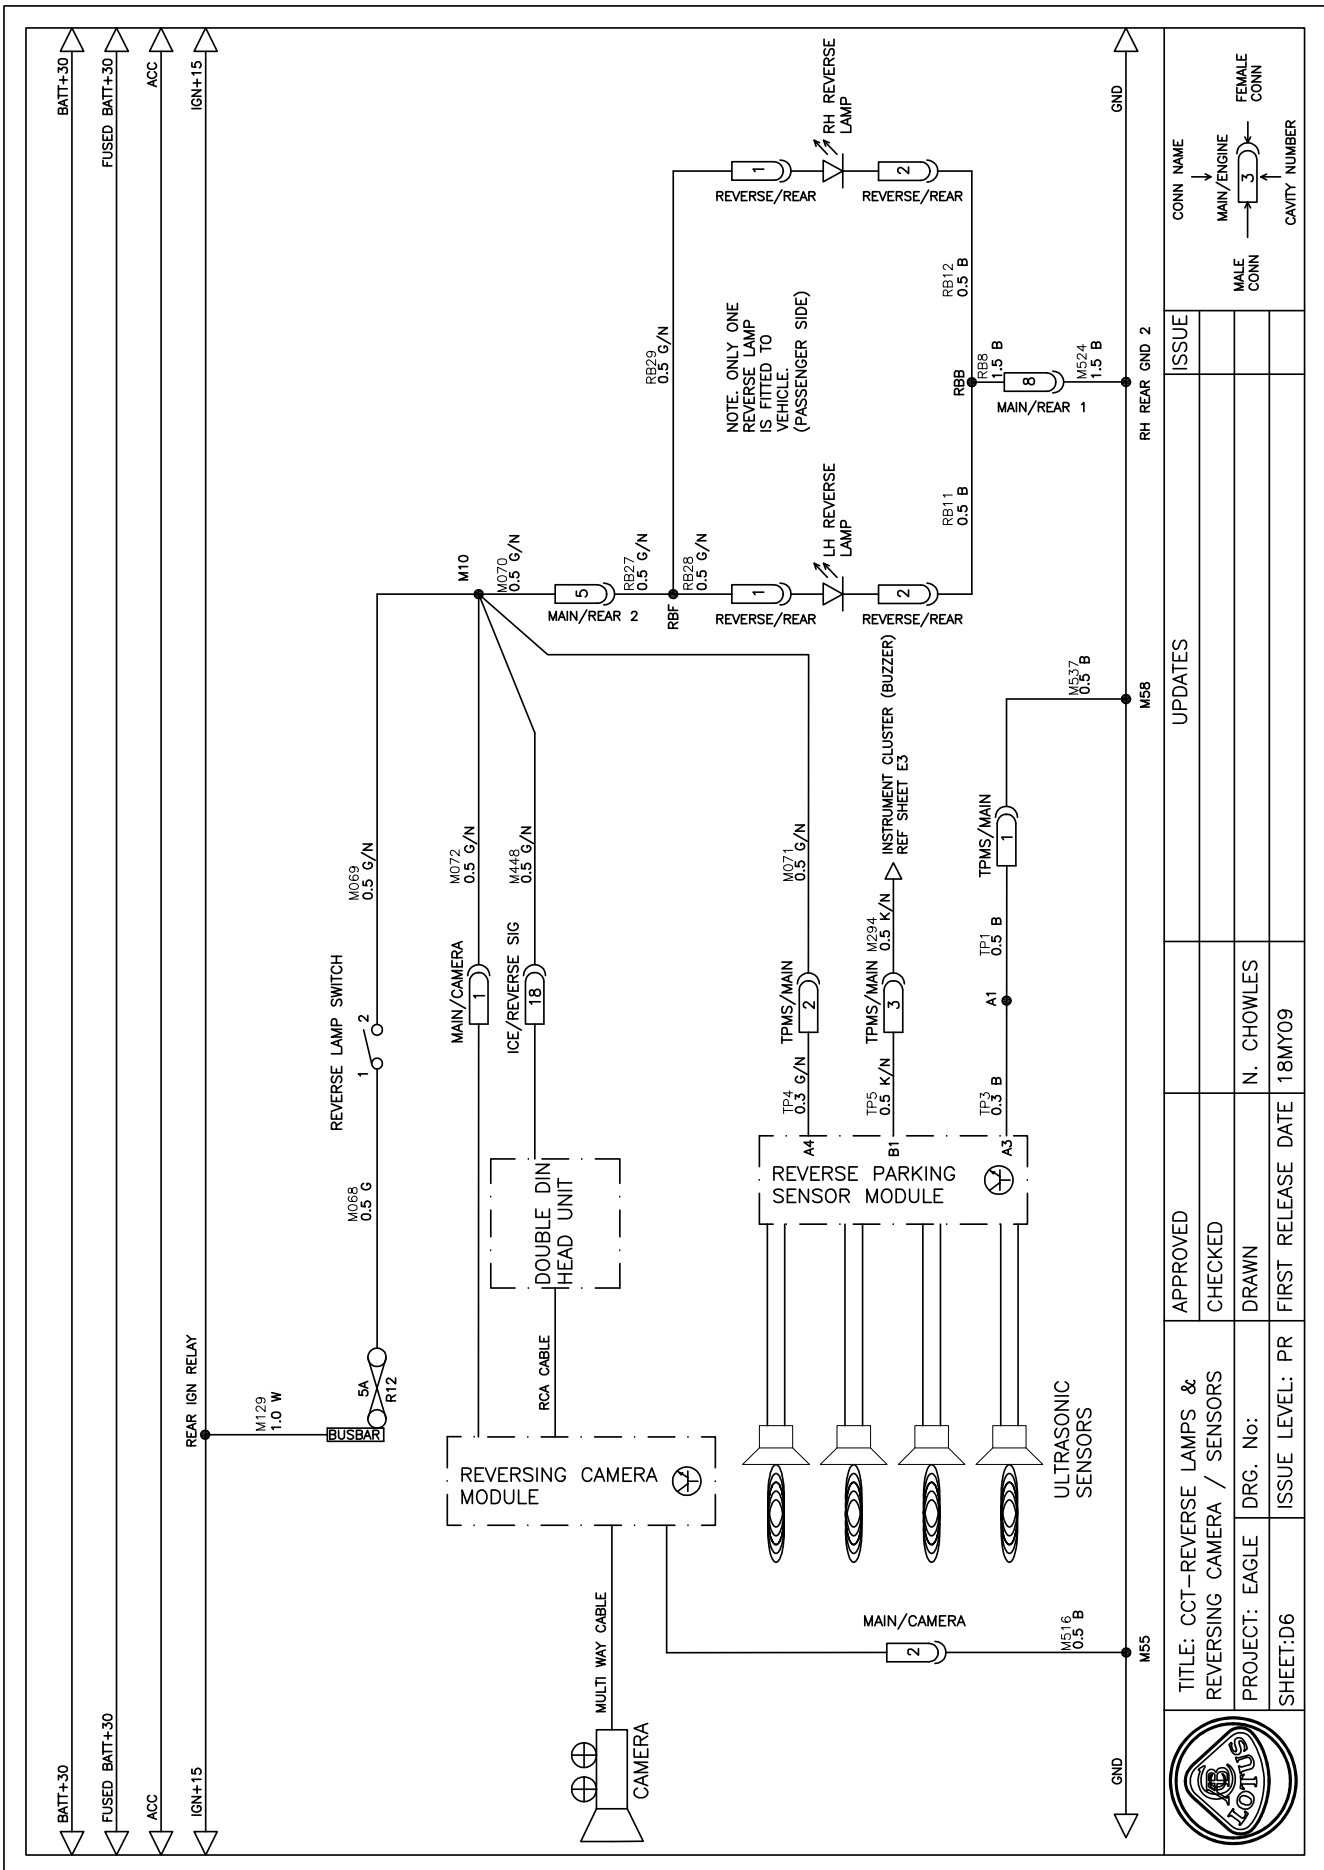 BATT+30
BATT+30
FUSED BATT+30
FUSED BATT+30
ACC
ACC
IGN+15
IGN+15
REAR IGN RELAY
M129
1.0 W
BUSBAR
5A
R12
M068
0.5 G
REVERSE LAMP SWITCH
1
2
M069
0.5 G/N
M10
REVERSING CAMERA
MODULE
MAIN/CAMERA
1
M072
0.5 G/N
RCA CABLE
DOUBLE DIN
HEAD UNIT
ICE/REVERSE SIG
18
M448
0.5 G/N
M070
0.5 G/N
5
MAIN/REAR 2
CAMERA
MULTI WAY CABLE
RB27
0.5 G/N
RBF
RB28
0.5 G/N
RB29
0.5 G/N
1
REVERSE/REAR
1
REVERSE/REAR
NOTE. ONLY ONE
REVERSE LAMP
IS FITTED TO
VEHICLE.
(PASSENGER SIDE)
LH REVERSE
LAMP
RH REVERSE
LAMP
2
REVERSE/REAR
2
REVERSE/REAR
REVERSE PARKING
SENSOR MODULE
A4
TP4
0.3 G/N
TPMS/MAIN
2
M071
0.5 G/N
B1
TP5
0.5 K/N
TPMS/MAIN
3
M294
0.5 K/N
INSTRUMENT CLUSTER (BUZZER)
REF SHEET E3
A3
TP3
0.3 B
A1
TP1
0.5 B
TPMS/MAIN
1
M537
0.5 B
M58
ULTRASONIC
SENSORS
MAIN/CAMERA
2
M516
0.5 B
M55
RB11
0.5 B
RB12
0.5 B
RBB
RB8
1.5 B
8
MAIN/REAR 1
M524
1.5 B
RH REAR GND 2
GND
GND
LOTUS
TITLE: CCT-REVERSE LAMPS &
REVERSING CAMERA / SENSORS
PROJECT: EAGLE
DRG. No:
SHEET:D6
ISSUE LEVEL: PR
APPROVED
CHECKED
DRAWN
N. CHOWLES
FIRST RELEASE DATE
18MY09
UPDATES
ISSUE
CONN NAME
MAIN/ENGINE
MALE
CONN
3
FEMALE
CONN
CAVITY NUMBER